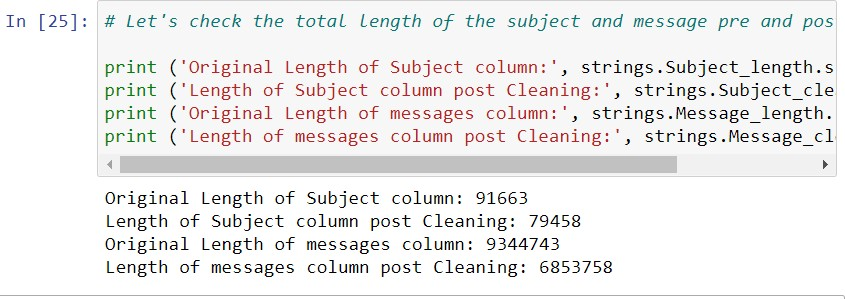 In [25]: # Let's check the total length of the subject and message pre and pos
print ('Original Length of Subject column:', strings.Subject_length.s
print ('Length of Subject column post Cleaning:', strings.Subject_cle
print ('Original Length of messages column:', strings.Message_length.
print ('Length of messages column post Cleaning:', strings.Message_cl
Original Length of Subject column: 91663
Length of Subject column post Cleaning: 79458
Original Length of messages column: 9344743
Length of messages column post Cleaning: 6853758